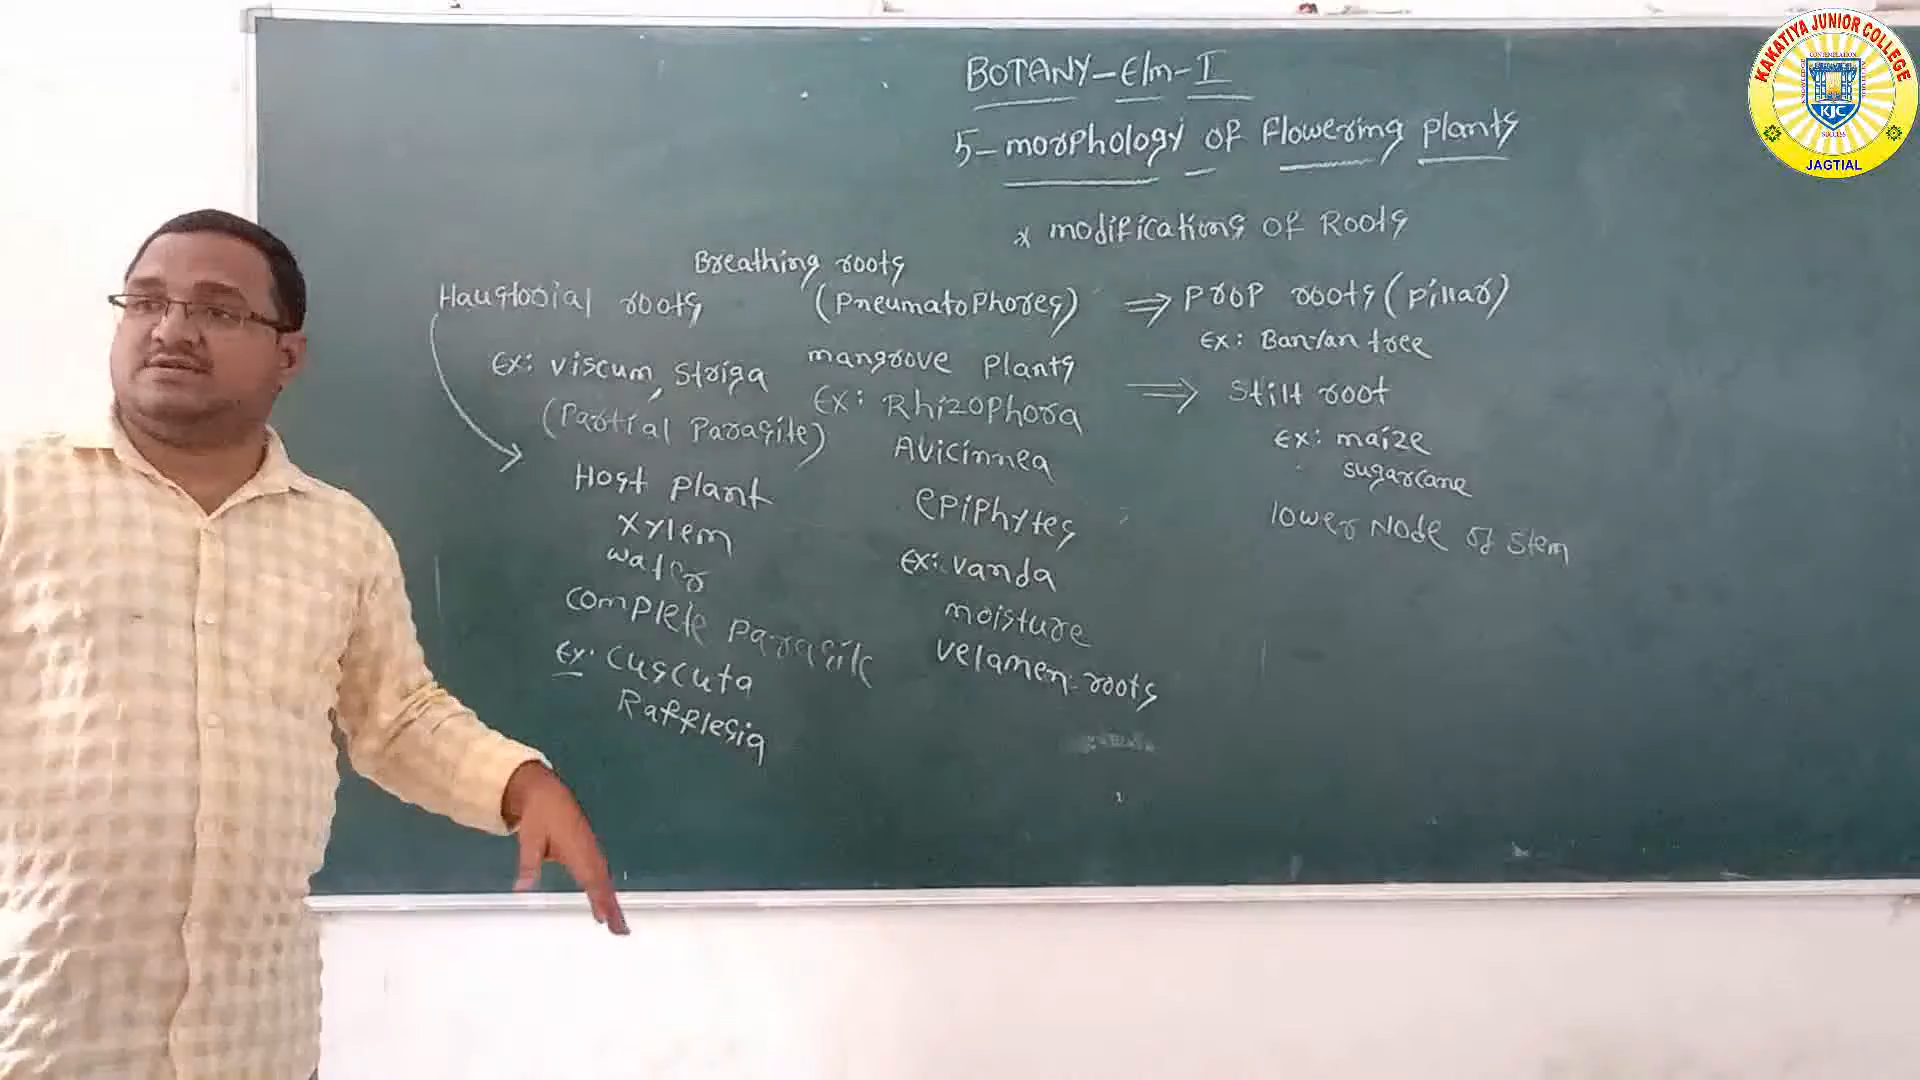 BOTANY-E/m-I
5-morphology of Flowering plants
* modifications of Roots
Haustorial roots
Ex: viscum, Striga
(Partial Parasite)
Host plant
Xylem
water
complete parasite
Ex: Cuscuta
Rafflesia
Breathing roots
(Pneumatophores)
mangrove plants
Ex: Rhizophora
Avicinnea
Epiphytes
Ex: vanda
moisture
velamen roots
⇒ Prop roots (pillar)
Ex: Banyan tree
⇒ Stilt root
Ex: maize
sugarcane
lower Node of Stem
KAKATIYA JUNIOR COLLEGE
KJC
SUCCESS
JAGTIAL